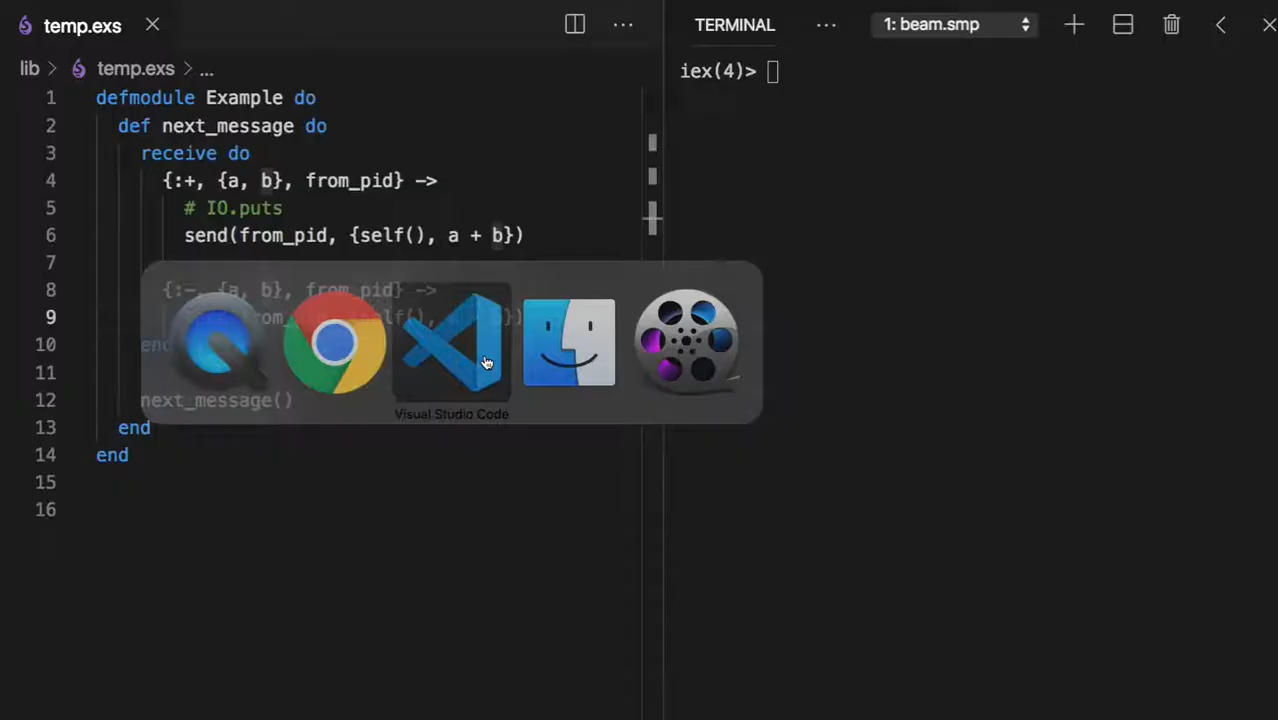 temp.exs
TERMINAL
1: beam.smp
lib > temp.exs > ...
iex(4)>
1 defmodule Example do
2 def next_message do
3 receive do
4 {:+, {a, b}, from_pid} ->
5 # IO.puts
6 send(from_pid, {self(), a + b})
7
8 {:-, {a, b}, from_pid} ->
9
10
11
12 next_message()
13 end
14 end
15
16
Visual Studio Code